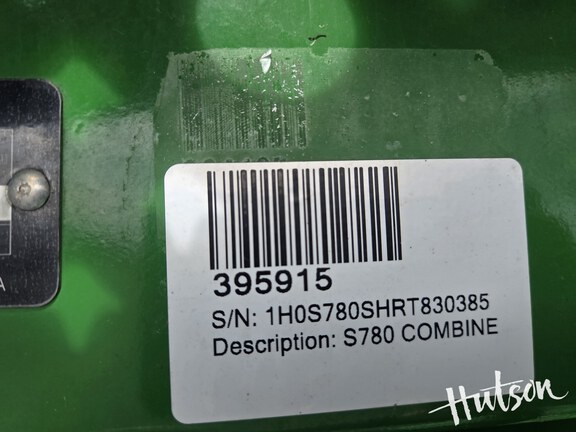 395915
S/N: 1H0S780SHRT830385
Description: S780 COMBINE
Hutson